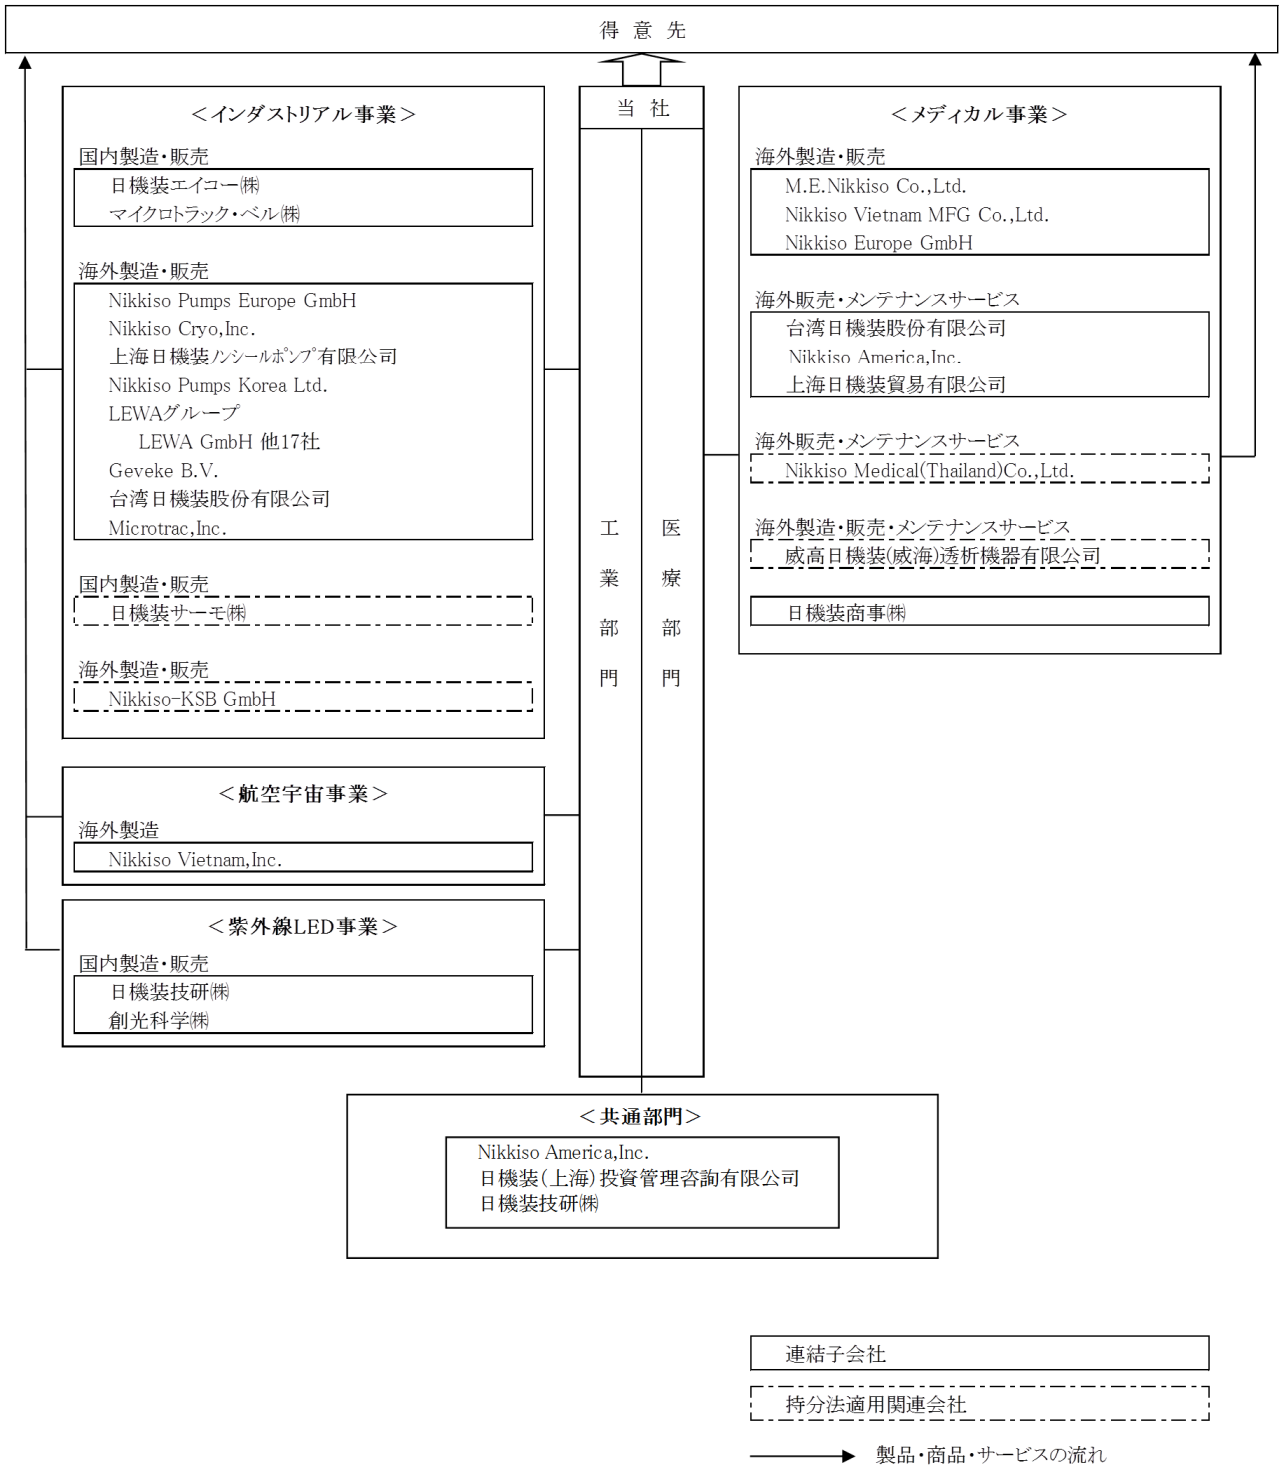 得意先
＜インダストリアル事業＞
国内製造・販売
日機装エイコー㈱
マイクロトラック・ベル㈱
海外製造・販売
Nikkiso Pumps Europe GmbH
Nikkiso Cryo,Inc.
上海日機装ノンシールポンプ有限公司
Nikkiso Pumps Korea Ltd.
LEWAグループ
LEWA GmbH 他17社
Geveke B.V.
台湾日機装股份有限公司
Microtrac,Inc.
国内製造・販売
日機装サーモ㈱
海外製造・販売
Nikkiso-KSB GmbH
＜航空宇宙事業＞
海外製造
Nikkiso Vietnam,Inc.
＜紫外線LED事業＞
国内製造・販売
日機装技研㈱
創光科学㈱
当社
工業部門
医療部門
＜メディカル事業＞
海外製造・販売
M.E.Nikkiso Co.,Ltd.
Nikkiso Vietnam MFG Co.,Ltd.
Nikkiso Europe GmbH
海外販売・メンテナンスサービス
台湾日機装股份有限公司
Nikkiso America,Inc.
上海日機装貿易有限公司
海外販売・メンテナンスサービス
Nikkiso Medical(Thailand)Co.,Ltd.
海外製造・販売・メンテナンスサービス
威高日機装(威海)透析機器有限公司
日機装商事㈱
＜共通部門＞
Nikkiso America,Inc.
日機装（上海）投資管理咨詢有限公司
日機装技研㈱
連結子会社
持分法適用関連会社
製品・商品・サービスの流れ